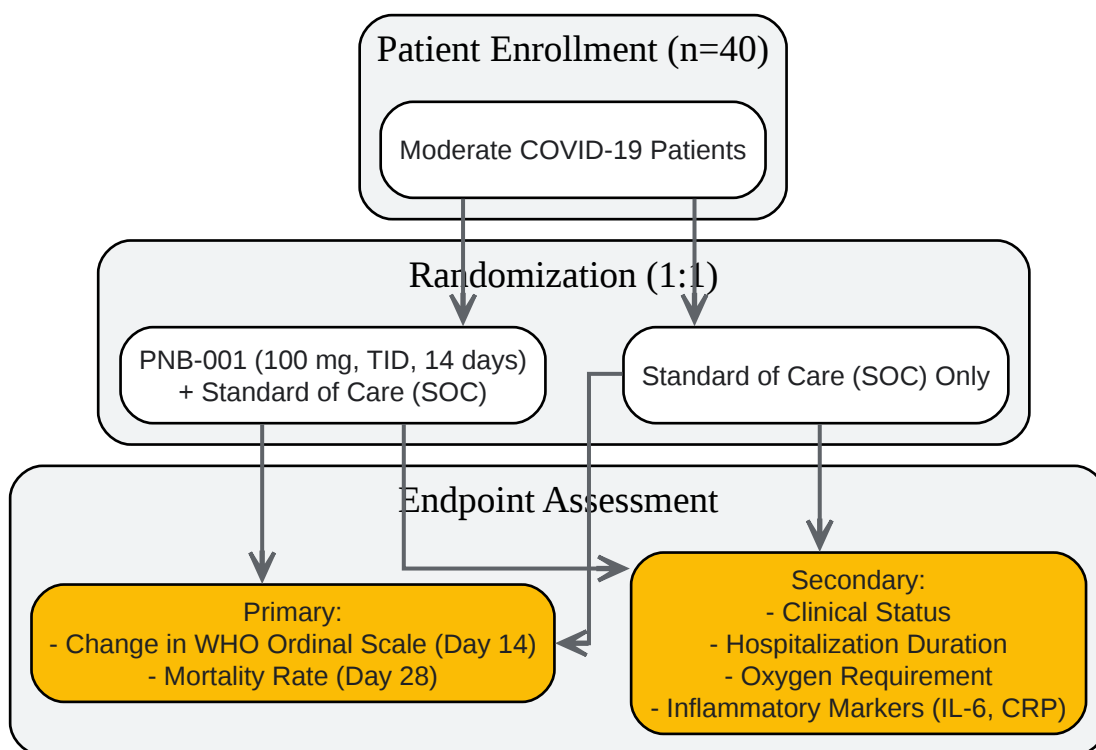 Patient Enrollment (n=40)
Moderate COVID-19 Patients
Randomization (1:1)
PNB-001 (100 mg, TID, 14 days)
+ Standard of Care (SOC)
Standard of Care (SOC) Only
Endpoint Assessment
Primary:
- Change in WHO Ordinal Scale (Day 14)
- Mortality Rate (Day 28)
Secondary:
- Clinical Status
- Hospitalization Duration
- Oxygen Requirement
- Inflammatory Markers (IL-6, CRP)